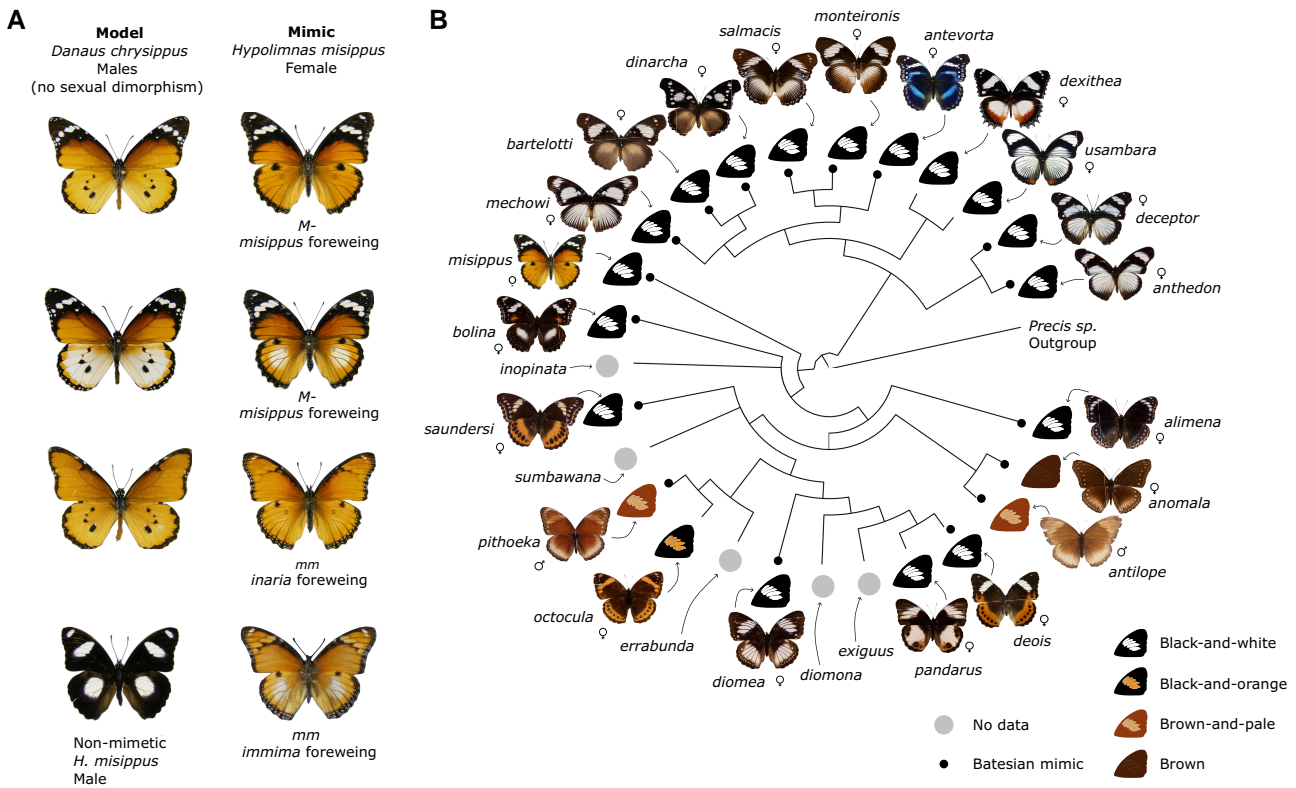 A
Model
Danaus chrysippus
Males
(no sexual dimorphism)
Mimic
Hypolimnas misippus
Female
M-
misippus foreweing
M-
misippus foreweing
mm
inaria foreweing
Non-mimetic
H. misippus
Male
mm
immima foreweing
B
monteironis
♀
salmacis
♀
antevorta
♀
dinarcha
♀
dexithea
♀
bartelotti
♀
usambara
♀
mechowi
♀
deceptor
♀
misippus
♀
anthedon
♀
bolina
♀
Precis sp.
Outgroup
inopinata
saundersi
♀
alimena
♀
sumbawana
anomala
♀
pithoeka
♂
antilope
♂
octocula
♀
errabunda
diomea ♀
diomona
exiguus
pandarus
♀
deois
♀
No data
Batesian mimic
Black-and-white
Black-and-orange
Brown-and-pale
Brown